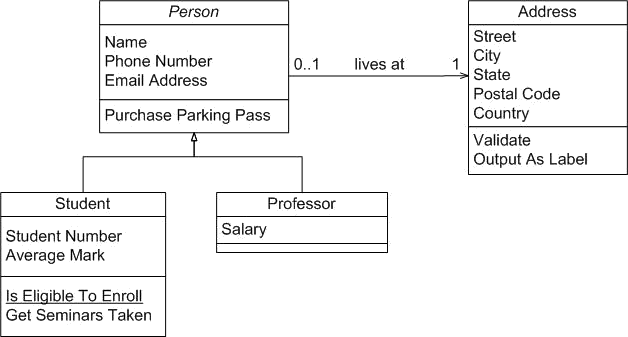 Person
Name
Phone Number
Email Address
Purchase Parking Pass
0..1 lives at 1
Address
Street
City
State
Postal Code
Country
Validate
Output As Label
Student
Student Number
Average Mark
Is Eligible To Enroll
Get Seminars Taken
Professor
Salary